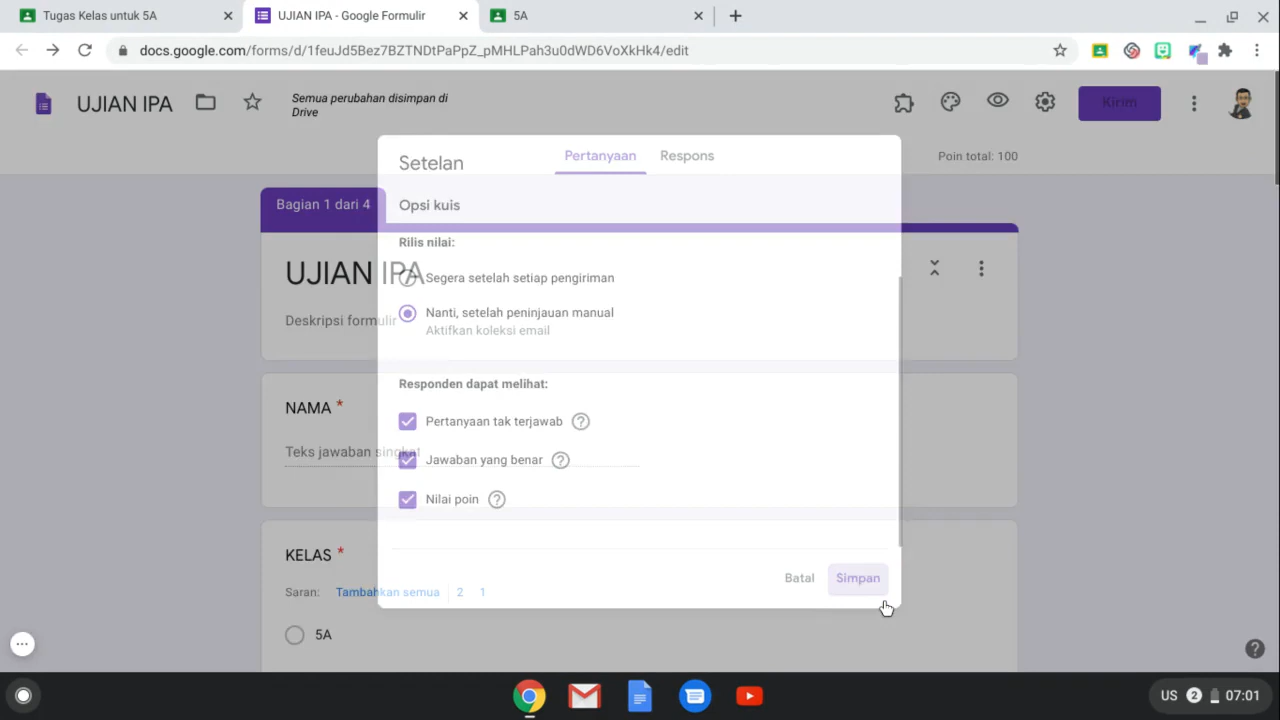 Tugas Kelas untuk 5A
UJIAN IPA - Google Formulir
5A
docs.google.com/forms/d/1feuJd5Bez7BZTNDtPaPpZ_pMHLPah3u0dWD6VoXkHk4/edit
UJIAN IPA
Semua perubahan disimpan di
Drive
Kirim
Setelan
Pertanyaan
Respons
Poin total: 100
Bagian 1 dari 4
Opsi kuis
Rilis nilai:
UJIAN IPA
Segera setelah setiap pengiriman
Deskripsi formulir
Nanti, setelah peninjauan manual
Aktifkan koleksi email
Responden dapat melihat:
NAMA *
Pertanyaan tak terjawab
Teks jawaban singkat
Jawaban yang benar
Nilai poin
KELAS *
Batal
Simpan
Saran:
Tambahkan semua
2
1
5A
US
2
07:01